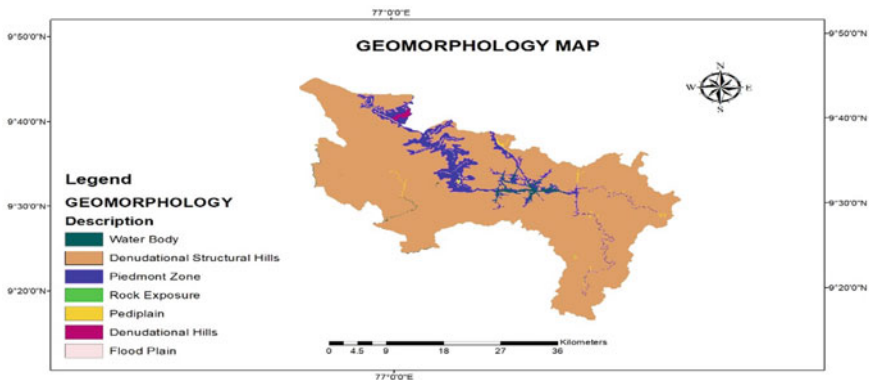 77°0'0"E
9°50'0"N
9°50'0"N
GEOMORPHOLOGY MAP
N
W
E
S
9°40'0"N
9°40'0"N
Legend
GEOMORPHOLOGY
Description
9°30'0"N
9°30'0"N
Water Body
Denudational Structural Hills
Piedmont Zone
9°20'0"N
9°20'0"N
Rock Exposure
Pediplain
Denudational Hills
Flood Plain
Kilometers
0 4.5 9 18 27 36
77°0'0"E